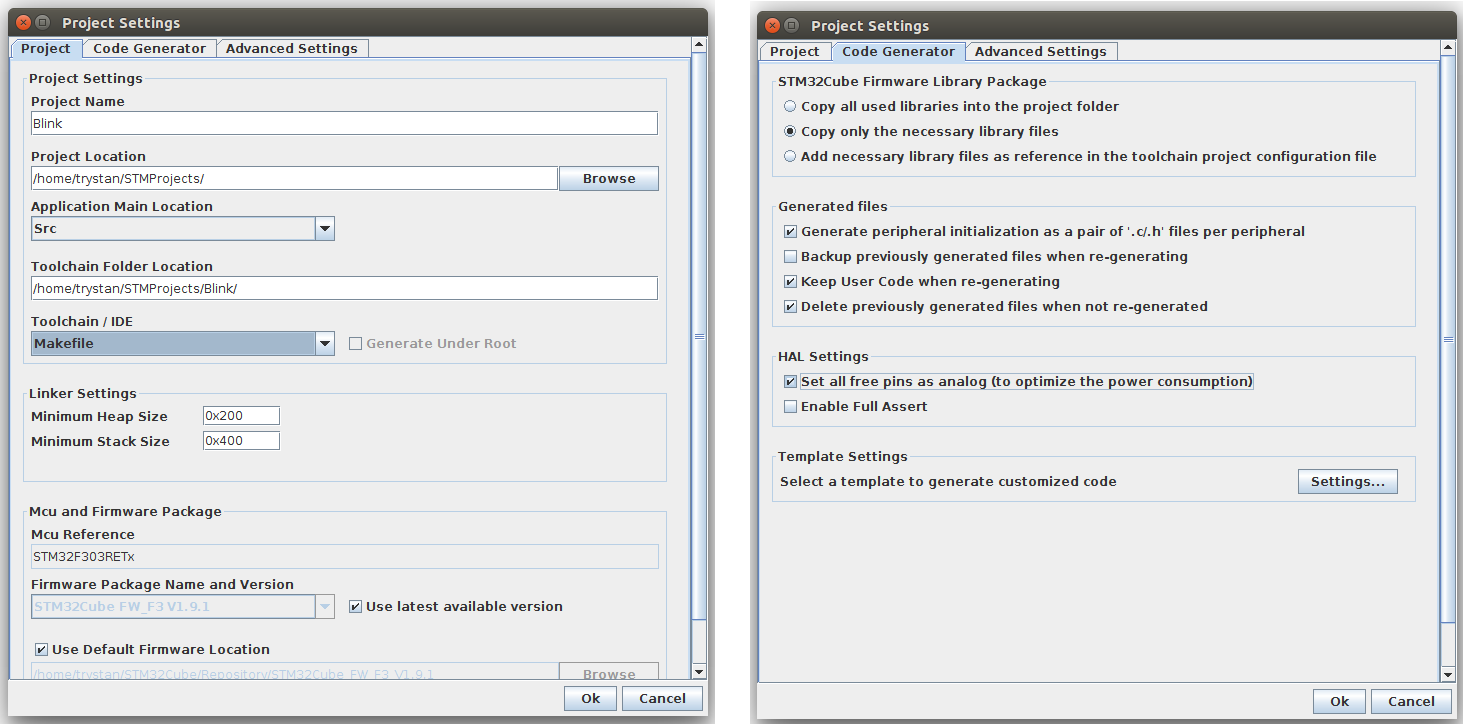 Project Settings
Project
Code Generator
Advanced Settings
Project Settings
Project Name
Blink
Project Location
/home/trystan/STMProjects/
Browse
Application Main Location
Src
Toolchain Folder Location
/home/trystan/STMProjects/Blink/
Toolchain / IDE
Makefile
Generate Under Root
Linker Settings
Minimum Heap Size
0x200
Minimum Stack Size
0x400
Mcu and Firmware Package
Mcu Reference
STM32F303RETx
Firmware Package Name and Version
STM32Cube FW_F3 V1.9.1
Use latest available version
Use Default Firmware Location
/home/trystan/STM32Cube/Repository/STM32Cube_FW_F3_V1.9.1
Browse
Ok
Cancel
Project Settings
Project
Code Generator
Advanced Settings
STM32Cube Firmware Library Package
Copy all used libraries into the project folder
Copy only the necessary library files
Add necessary library files as reference in the toolchain project configuration file
Generated files
Generate peripheral initialization as a pair of '.c/.h' files per peripheral
Backup previously generated files when re-generating
Keep User Code when re-generating
Delete previously generated files when not re-generated
HAL Settings
Set all free pins as analog (to optimize the power consumption)
Enable Full Assert
Template Settings
Select a template to generate customized code
Settings...
Ok
Cancel